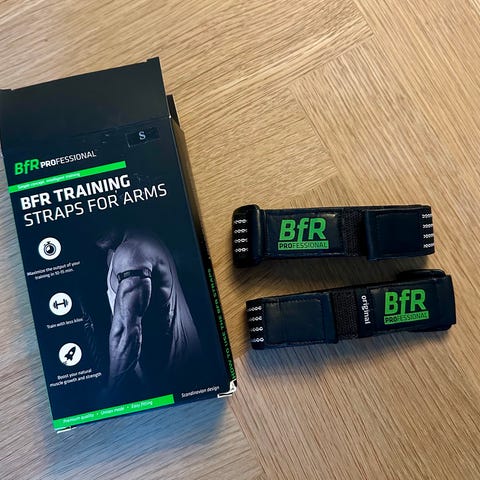 S
BfR PROFESSIONAL
Simple concept, intelligent training
BFR TRAINING
STRAPS FOR ARMS
Maximize the output of your
training in 10-15 min.
Train with less kilos
Boost your natural
muscle growth and strength
Scandinavian design
Premium quality / Unisex model / Easy fitting
BfR
PROFESSIONAL
original
BfR
PROFESSIONAL